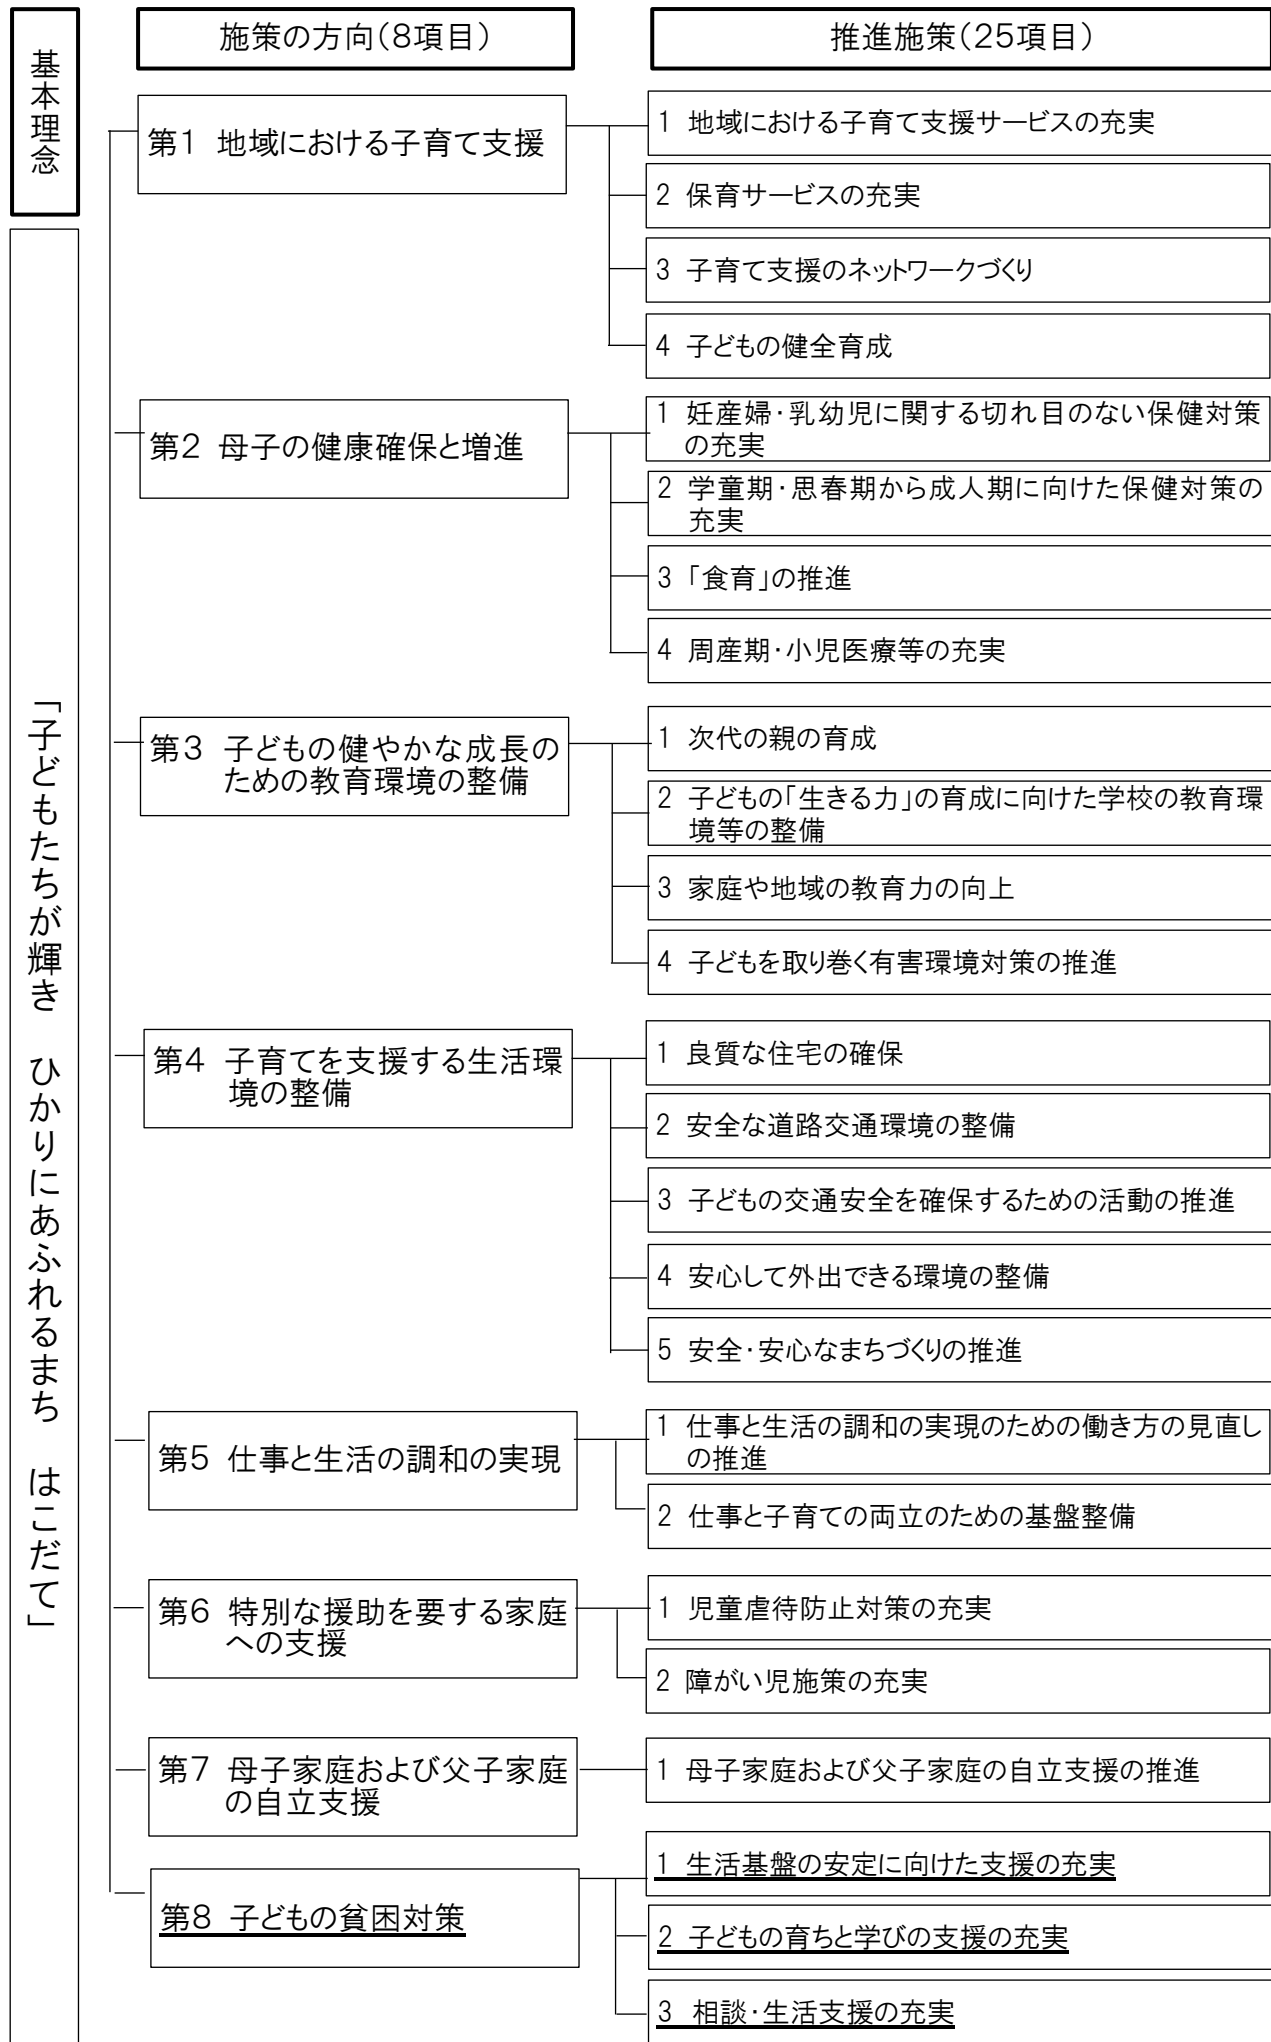 基本理念
施策の方向(8項目)
推進施策(25項目)
「子どもたちが輝き　ひかりにあふれるまち　はこだて」
第1 地域における子育て支援
1 地域における子育て支援サービスの充実
2 保育サービスの充実
3 子育て支援のネットワークづくり
4 子どもの健全育成
第2 母子の健康確保と増進
1 妊産婦・乳幼児に関する切れ目のない保健対策
の充実
2 学童期・思春期から成人期に向けた保健対策の
充実
3 「食育」の推進
4 周産期・小児医療等の充実
第3 子どもの健やかな成長の
ための教育環境の整備
1 次代の親の育成
2 子どもの「生きる力」の育成に向けた学校の教育環
境等の整備
3 家庭や地域の教育力の向上
4 子どもを取り巻く有害環境対策の推進
第4 子育てを支援する生活環
境の整備
1 良質な住宅の確保
2 安全な道路交通環境の整備
3 子どもの交通安全を確保するための活動の推進
4 安心して外出できる環境の整備
5 安全・安心なまちづくりの推進
第5 仕事と生活の調和の実現
1 仕事と生活の調和の実現のための働き方の見直し
の推進
2 仕事と子育ての両立のための基盤整備
第6 特別な援助を要する家庭
への支援
1 児童虐待防止対策の充実
2 障がい児施策の充実
第7 母子家庭および父子家庭
の自立支援
1 母子家庭および父子家庭の自立支援の推進
第8 子どもの貧困対策
1 生活基盤の安定に向けた支援の充実
2 子どもの育ちと学びの支援の充実
3 相談・生活支援の充実